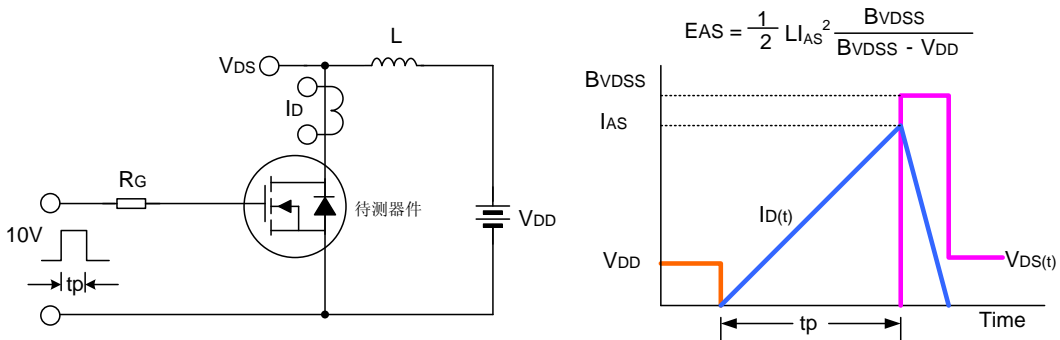 VDS
L
ID
RG
10V
tp
待测器件
VDD
EAS = 1/2 LIAS² BVDSS / BVDSS - VDD
BVDSS
IAS
ID(t)
VDD
VDS(t)
tp
Time